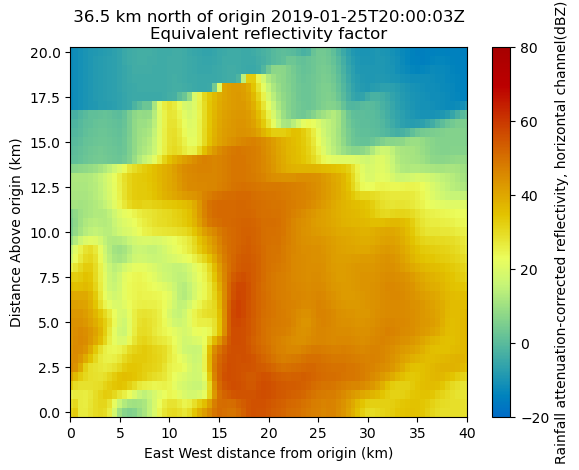 36.5 km north of origin 2019-01-25T20:00:03Z
Equivalent reflectivity factor
20.0
17.5
15.0
12.5
10.0
7.5
5.0
2.5
0.0
Distance Above origin (km)
0 5 10 15 20 25 30 35 40
East West distance from origin (km)
80
60
40
20
0
−20
Rainfall attenuation-corrected reflectivity, horizontal channel(dBZ)